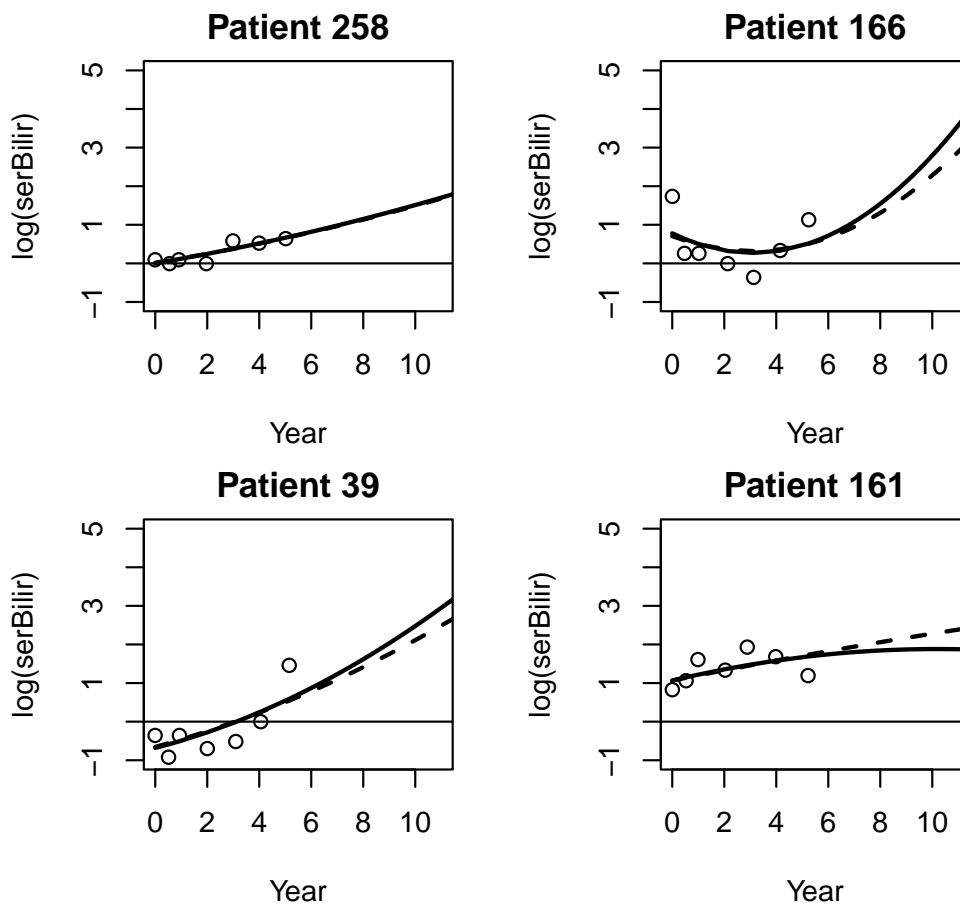 Patient 258
log(serBilir)
5
3
1
−1
0 2 4 6 8 10
Year
Patient 166
log(serBilir)
5
3
1
−1
0 2 4 6 8 10
Year
Patient 39
log(serBilir)
5
3
1
−1
0 2 4 6 8 10
Year
Patient 161
log(serBilir)
5
3
1
−1
0 2 4 6 8 10
Year